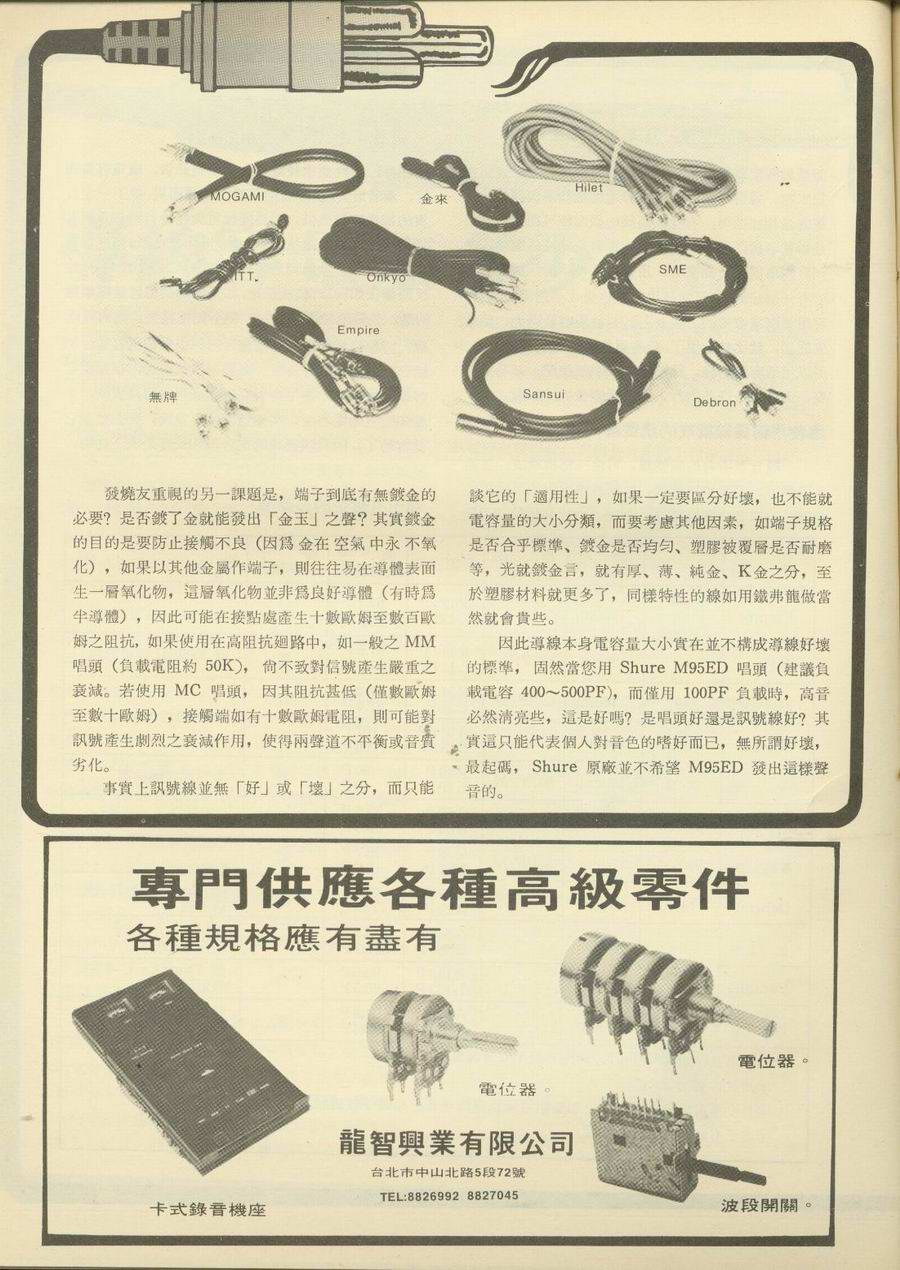 MOGAMI
金來
Hilet
ITT.
Onkyo
SME
Empire
無牌
Sansui
Debron
發燒友重視的另一課題是，端子到底有無鍍金的
必要？是否鍍了金就能發出「金玉」之聲？其實鍍金
的目的是要防止接觸不良（因爲金在空氣中永不氧
化），如果以其他金屬作端子，則往往易在導體表面
生一層氧化物，這層氧化物並非爲良好導體（有時爲
半導體），因此可能在接點處產生十數歐姆至數百歐
姆之阻抗，如果使用在高阻抗廻路中，如一般之 MM
唱頭（負載電阻約 50K），尙不致對信號產生嚴重之
衰減。若使用 MC 唱頭，因其阻抗甚低（僅數歐姆
至數十歐姆），接觸端如有十數歐姆電阻，則可能對
訊號產生劇烈之衰減作用，使得兩聲道不平衡或音質
劣化。
事實上訊號線並無「好」或「壞」之分，而只能
談它的「適用性」，如果一定要區分好壞，也不能就
電容量的大小分類，而要考慮其他因素，如端子規格
是否合乎標準、鍍金是否均勻、塑膠被覆層是否耐磨
等，光就鍍金言，就有厚、薄、純金、K金之分，至
於塑膠材料就更多了，同樣特性的線如用鐵弗龍做當
然就會貴些。
因此導線本身電容量大小實在並不構成導線好壞
的標準，固然當您用 Shure M95ED 唱頭（建議負
載電容 400～500PF），而僅用 100PF 負載時，高音
必然清亮些，這是好嗎？是唱頭好還是訊號線好？其
實這只能代表個人對音色的嗜好而已，無所謂好壞，
最起碼，Shure 原廠並不希望 M95ED 發出這樣聲
音的。
專門供應各種高級零件
各種規格應有盡有
電位器。
電位器。
龍智興業有限公司
台北市中山北路5段72號
TEL:8826992 8827045
卡式錄音機座
波段開關。